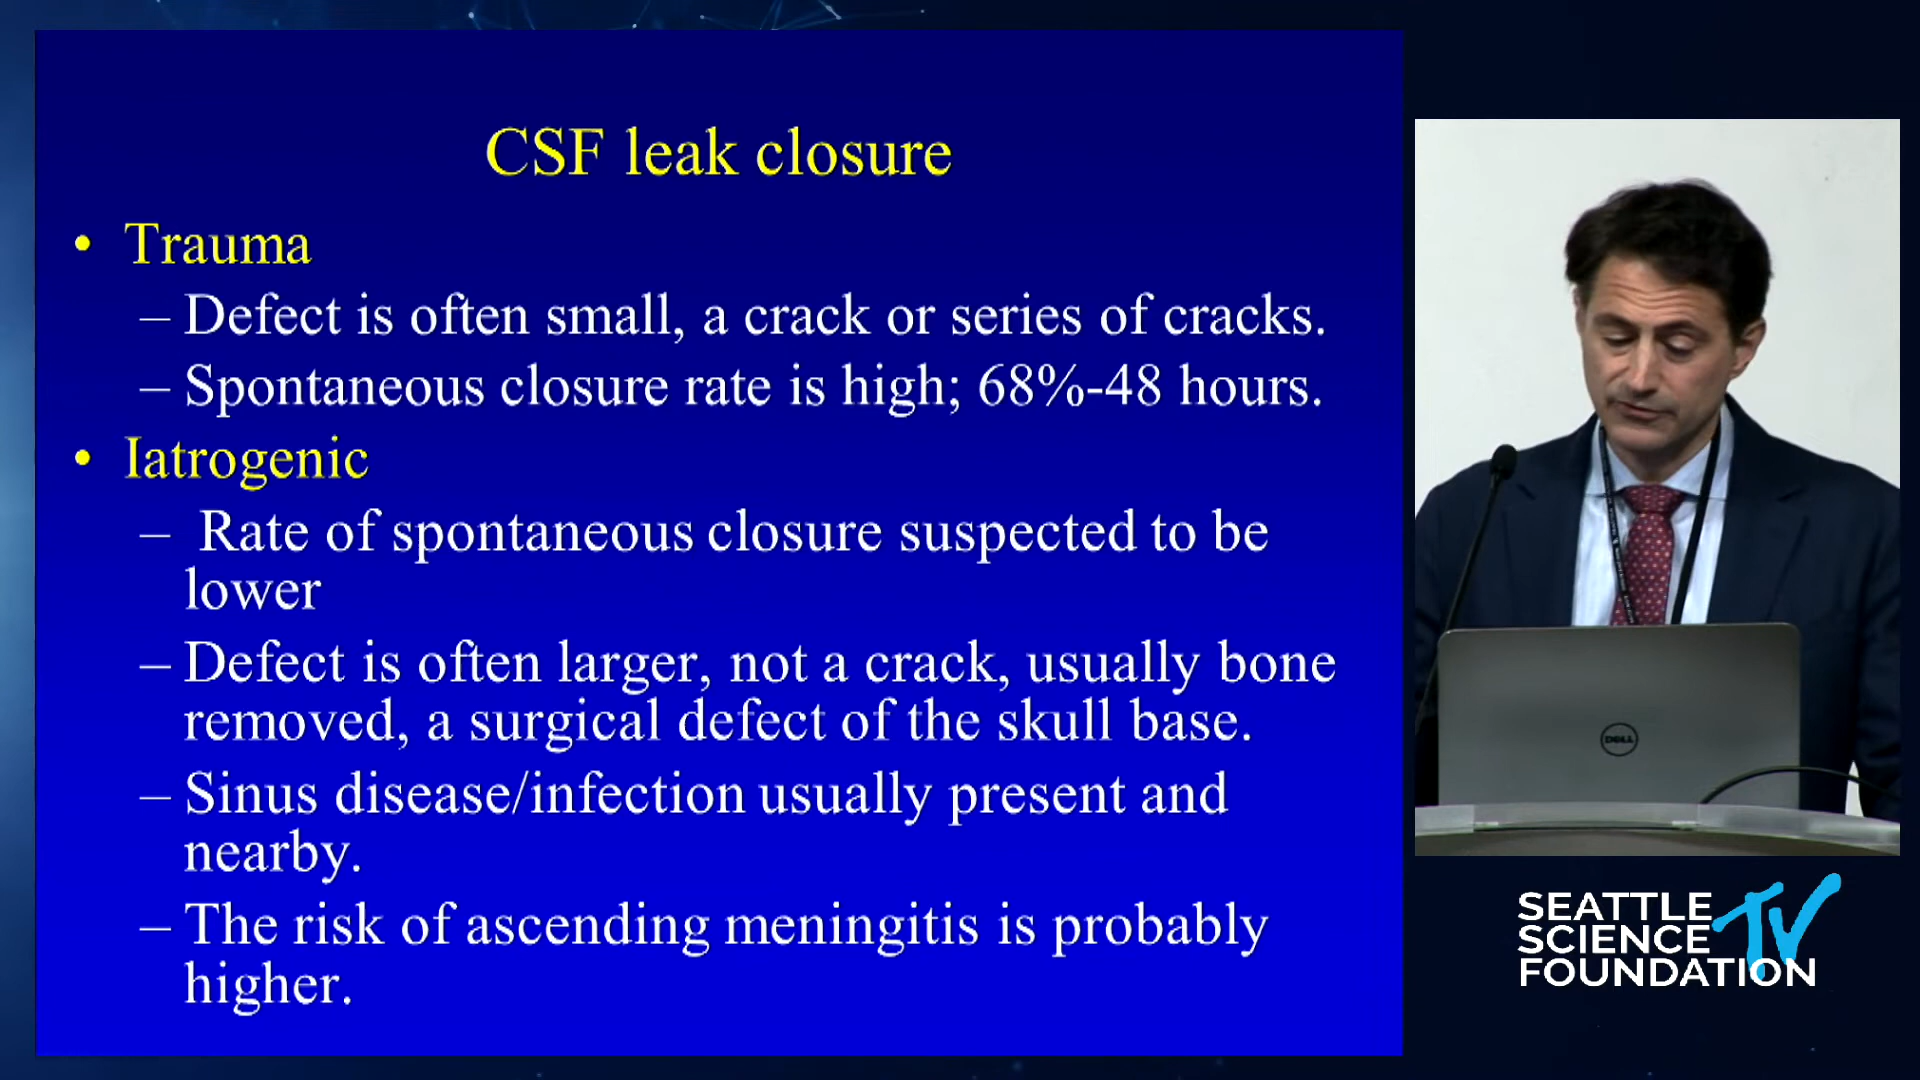 CSF leak closure
• Trauma
– Defect is often small, a crack or series of cracks.
– Spontaneous closure rate is high; 68%-48 hours.
• Iatrogenic
– Rate of spontaneous closure suspected to be
lower
– Defect is often larger, not a crack, usually bone
removed, a surgical defect of the skull base.
– Sinus disease/infection usually present and
nearby.
– The risk of ascending meningitis is probably
higher.
DELL
SEATTLE
SCIENCE
FOUNDATION
TV